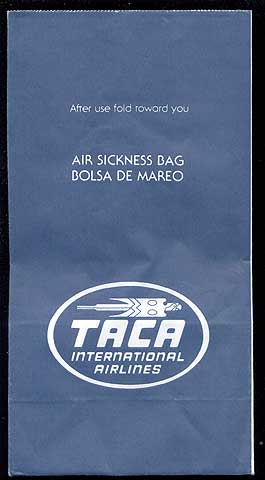 After use fold toward you
AIR SICKNESS BAG
BOLSA DE MAREO
TACA
INTERNATIONAL
AIRLINES